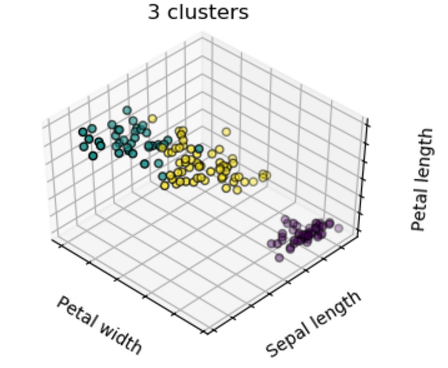 3 clusters
Petal length
Petal width
Sepal length